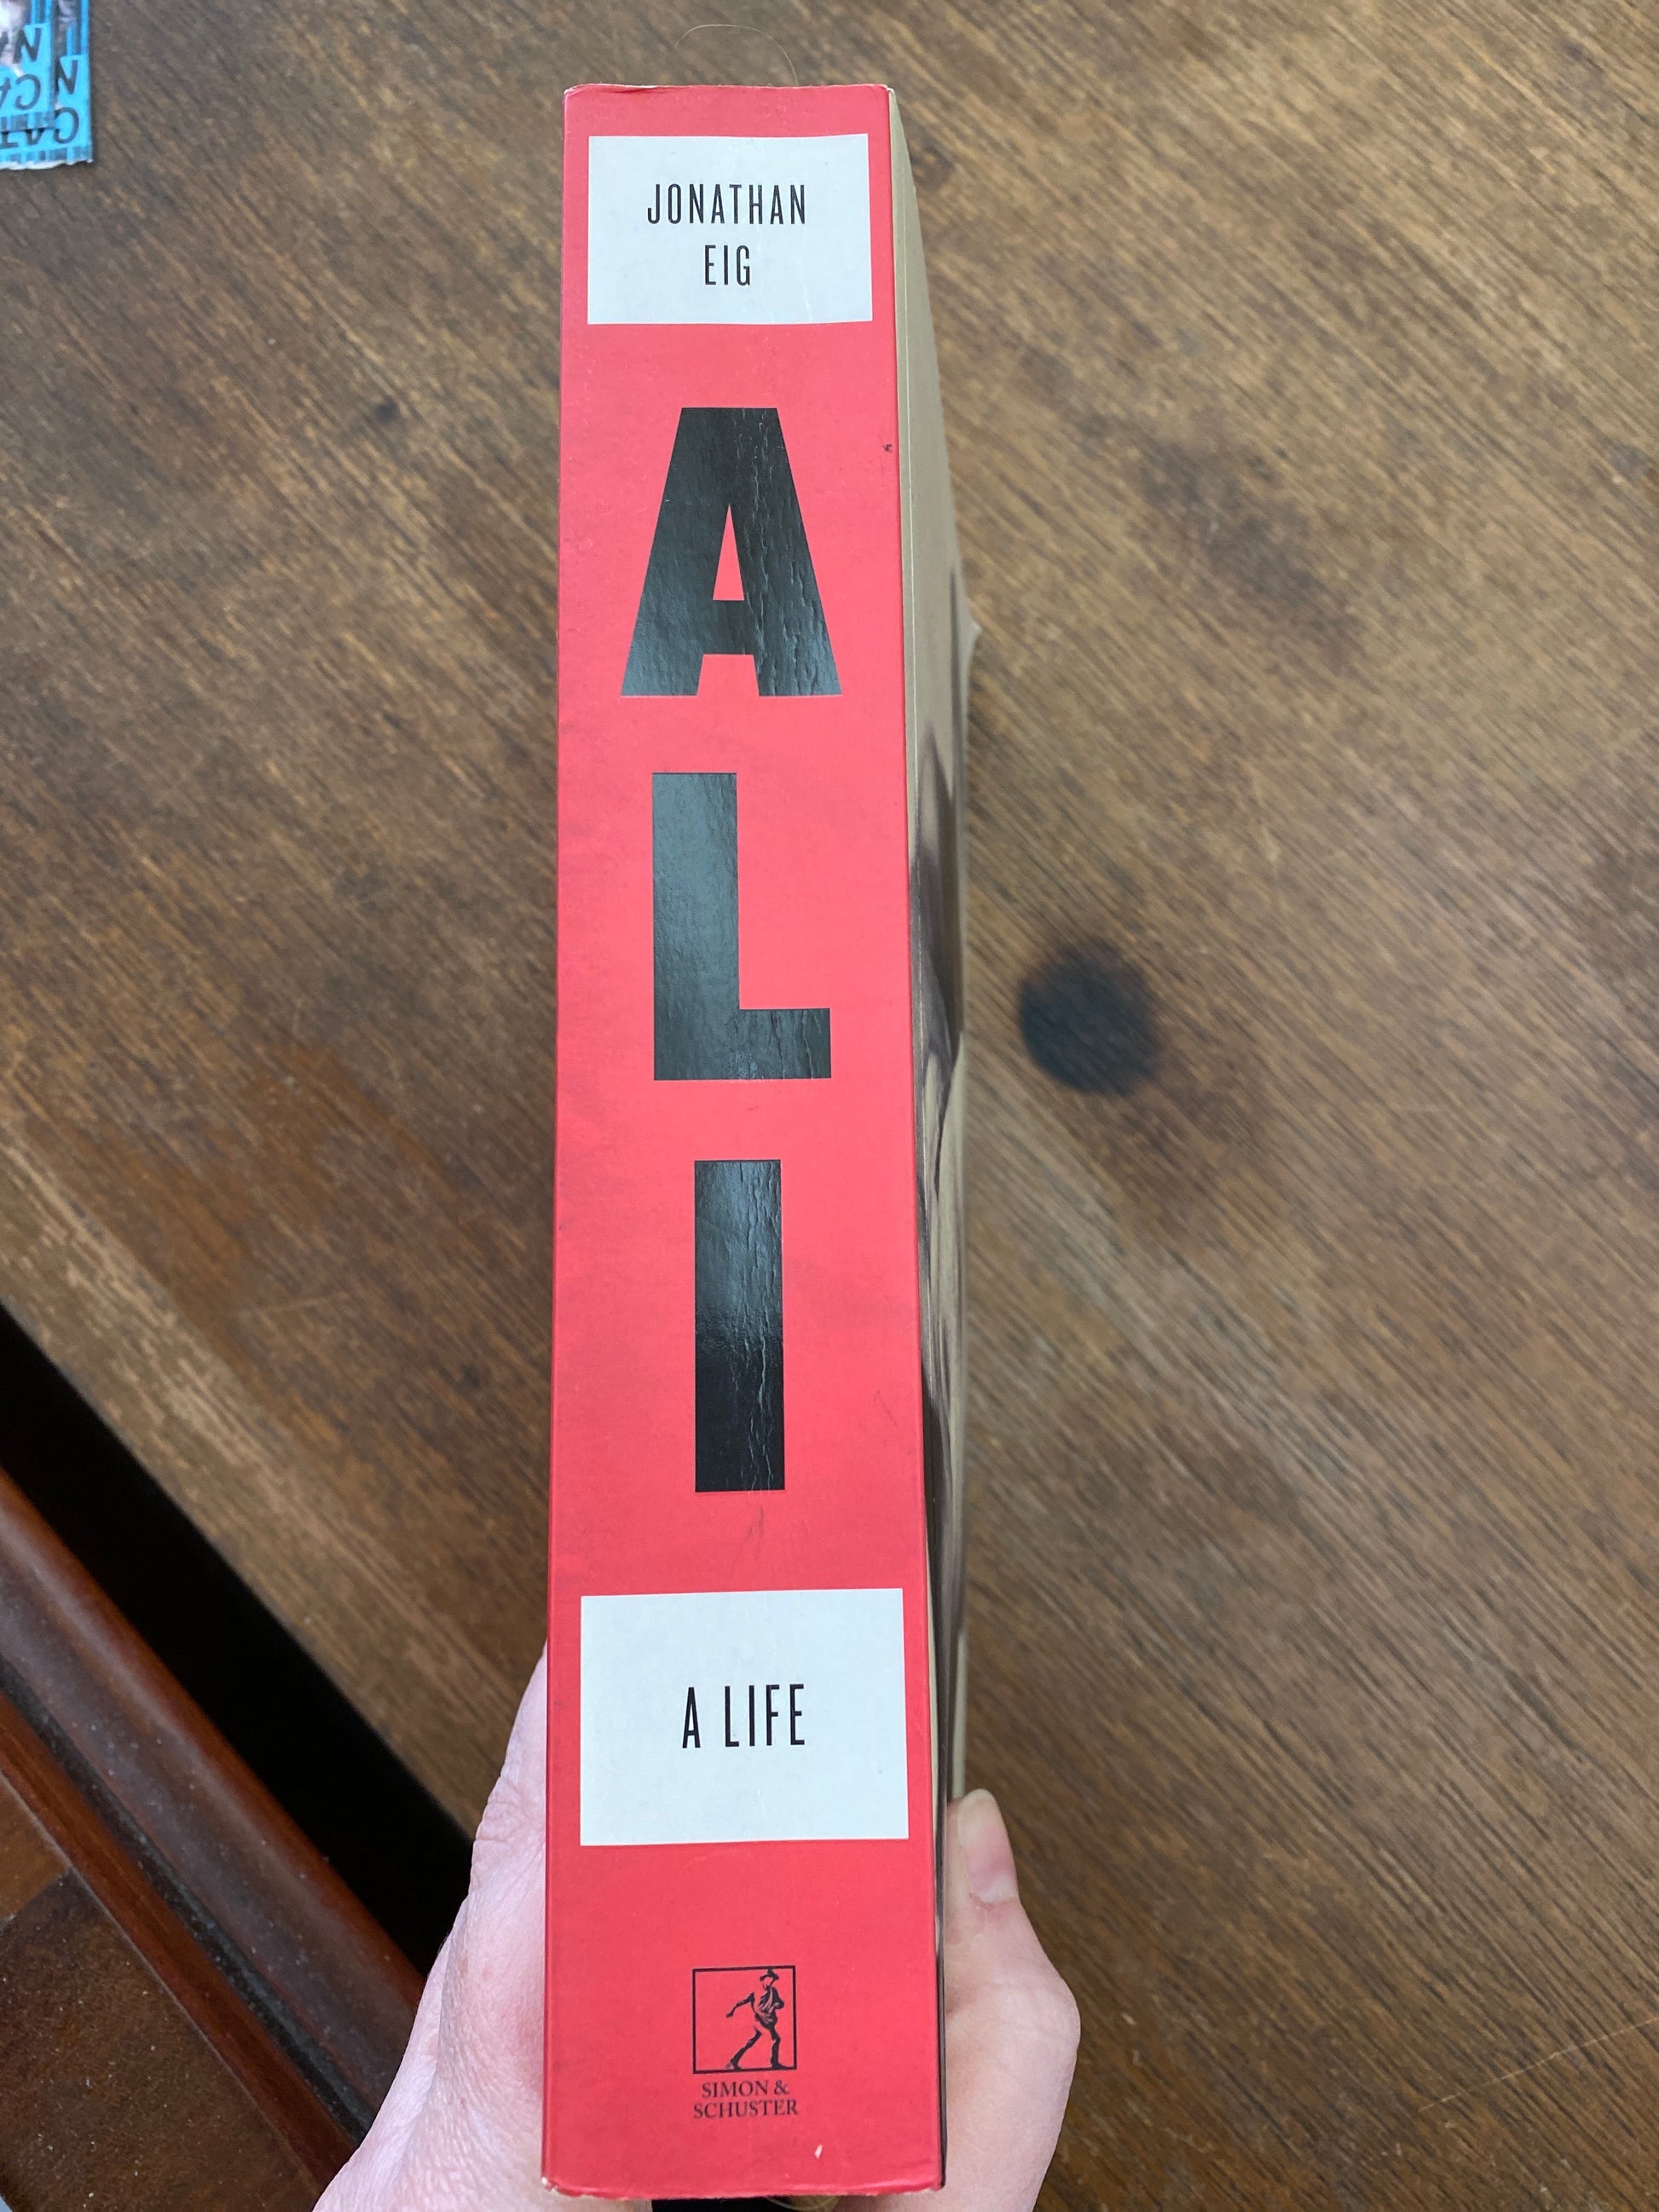 JONATHAN
EIG
ALI
A LIFE
SIMON &
SCHUSTER